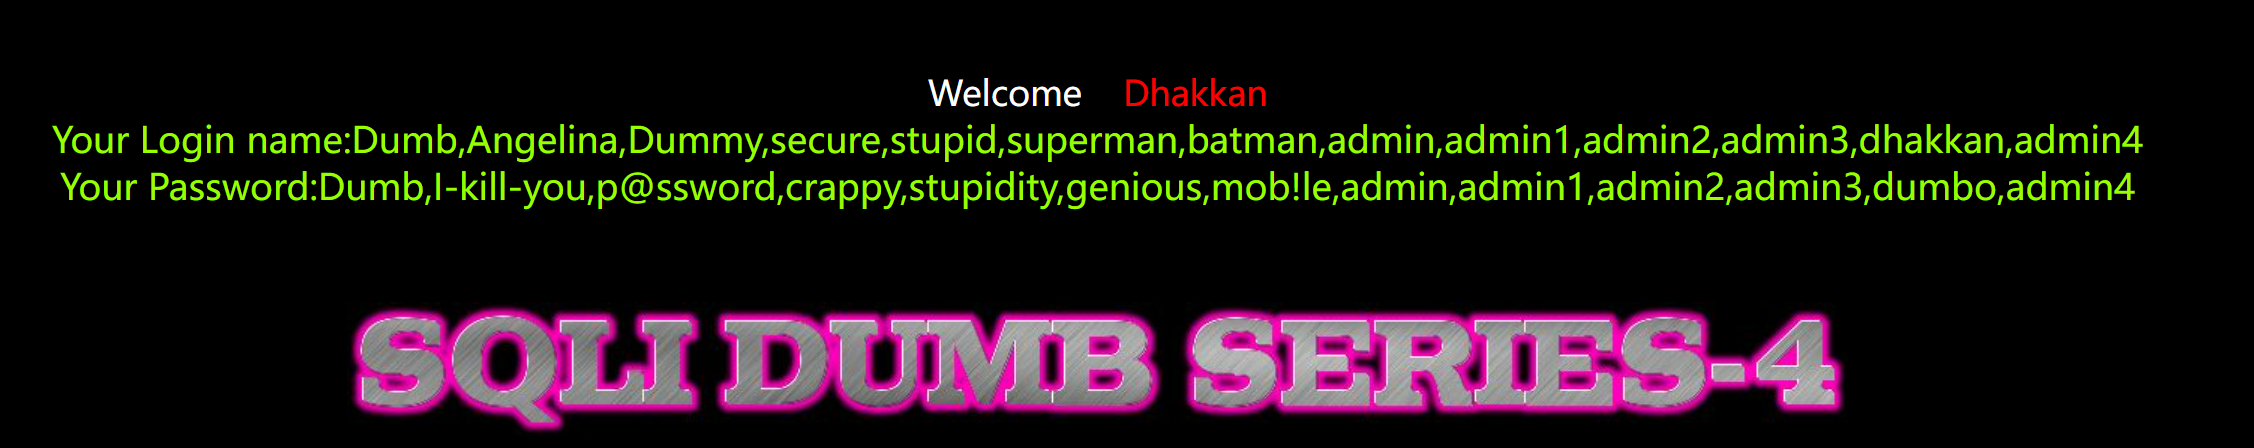 Welcome Dhakkan
Your Login name:Dumb,Angelina,Dummy,secure,stupid,superman,batman,admin,admin1,admin2,admin3,dhakkan,admin4
Your Password:Dumb,I-kill-you,p@ssword,crappy,stupidity,genious,mob!le,admin,admin1,admin2,admin3,dumbo,admin4
SQLI DUMB SERIES-4